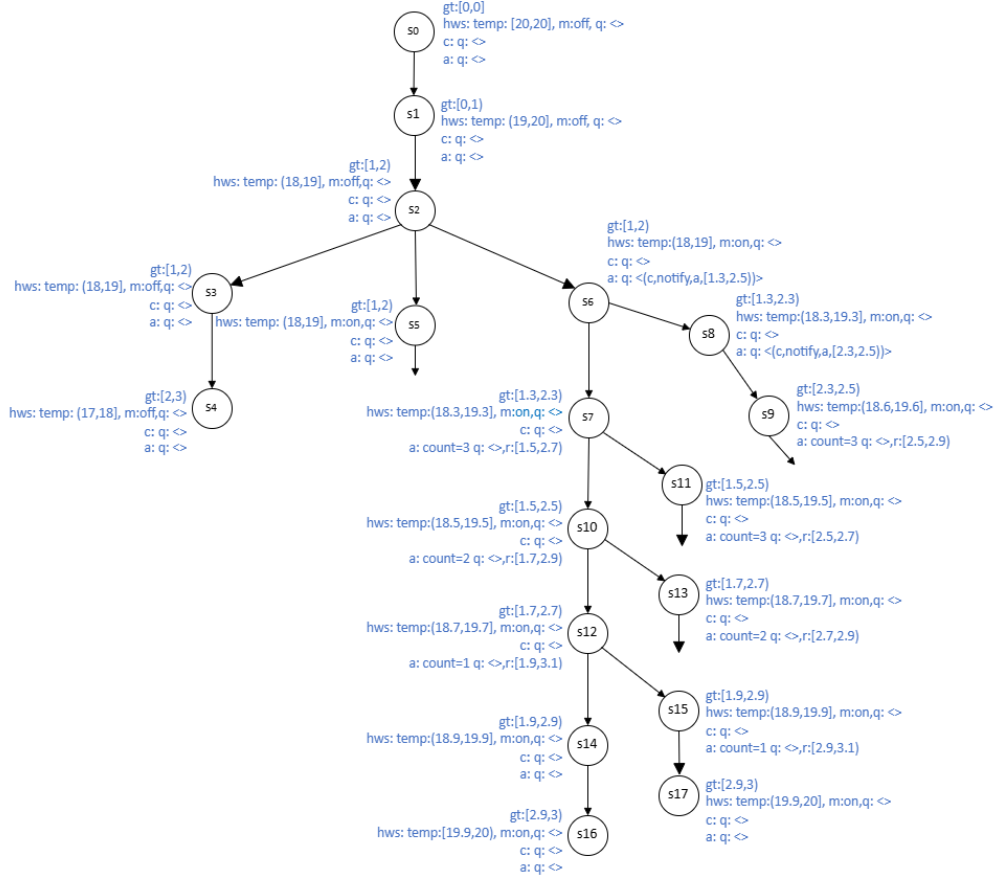 gt:[0,0]
hws: temp: [20,20], m:off, q: <>
c: q: <>
a: q: <>
s0
gt:[0,1)
hws: temp: (19,20], m:off, q: <>
c: q: <>
a: q: <>
s1
gt:[1,2)
hws: temp: (18,19], m:off,q: <>
c: q: <>
a: q: <>
s2
gt:[1,2)
hws: temp: (18,19], m:off,q: <>
c: q: <>
a: q: <>
s3
gt:[1,2)
hws: temp: (18,19], m:on,q: <>
c: q: <>
a: q: <>
s5
gt:[1,2)
hws: temp:(18,19], m:on,q: <>
c: q: <>
a: q: <(c,notify,a,[1.3,2.5))>
s6
gt:[1.3,2.3)
hws: temp:(18.3,19.3], m:on,q: <>
c: q: <>
a: q: <(c,notify,a,[2.3,2.5))>
s8
gt:[2,3)
hws: temp: (17,18], m:off,q: <>
c: q: <>
a: q: <>
s4
gt:[1.3,2.3)
hws: temp:(18.3,19.3], m:on,q: <>
c: q: <>
a: count=3 q: <>,r:[1.5,2.7)
s7
gt:[2.3,2.5)
hws: temp:(18.6,19.6], m:on,q: <>
c: q: <>
a: count=3 q: <>,r:[2.5,2.9)
s9
gt:[1.5,2.5)
hws: temp:(18.5,19.5], m:on,q: <>
c: q: <>
a: count=3 q: <>,r:[2.5,2.7)
s11
gt:[1.5,2.5)
hws: temp:(18.5,19.5], m:on,q: <>
c: q: <>
a: count=2 q: <>,r:[1.7,2.9)
s10
gt:[1.7,2.7)
hws: temp:(18.7,19.7], m:on,q: <>
c: q: <>
a: count=2 q: <>,r:[2.7,2.9)
s13
gt:[1.7,2.7)
hws: temp:(18.7,19.7], m:on,q: <>
c: q: <>
a: count=1 q: <>,r:[1.9,3.1)
s12
gt:[1.9,2.9)
hws: temp:(18.9,19.9], m:on,q: <>
c: q: <>
a: count=1 q: <>,r:[2.9,3.1)
s15
gt:[1.9,2.9)
hws: temp:(18.9,19.9], m:on,q: <>
c: q: <>
a: q: <>
s14
gt:[2.9,3)
hws: temp:(19.9,20], m:on,q: <>
c: q: <>
a: q: <>
s17
gt:[2.9,3)
hws: temp:[19.9,20), m:on,q: <>
c: q: <>
a: q: <>
s16